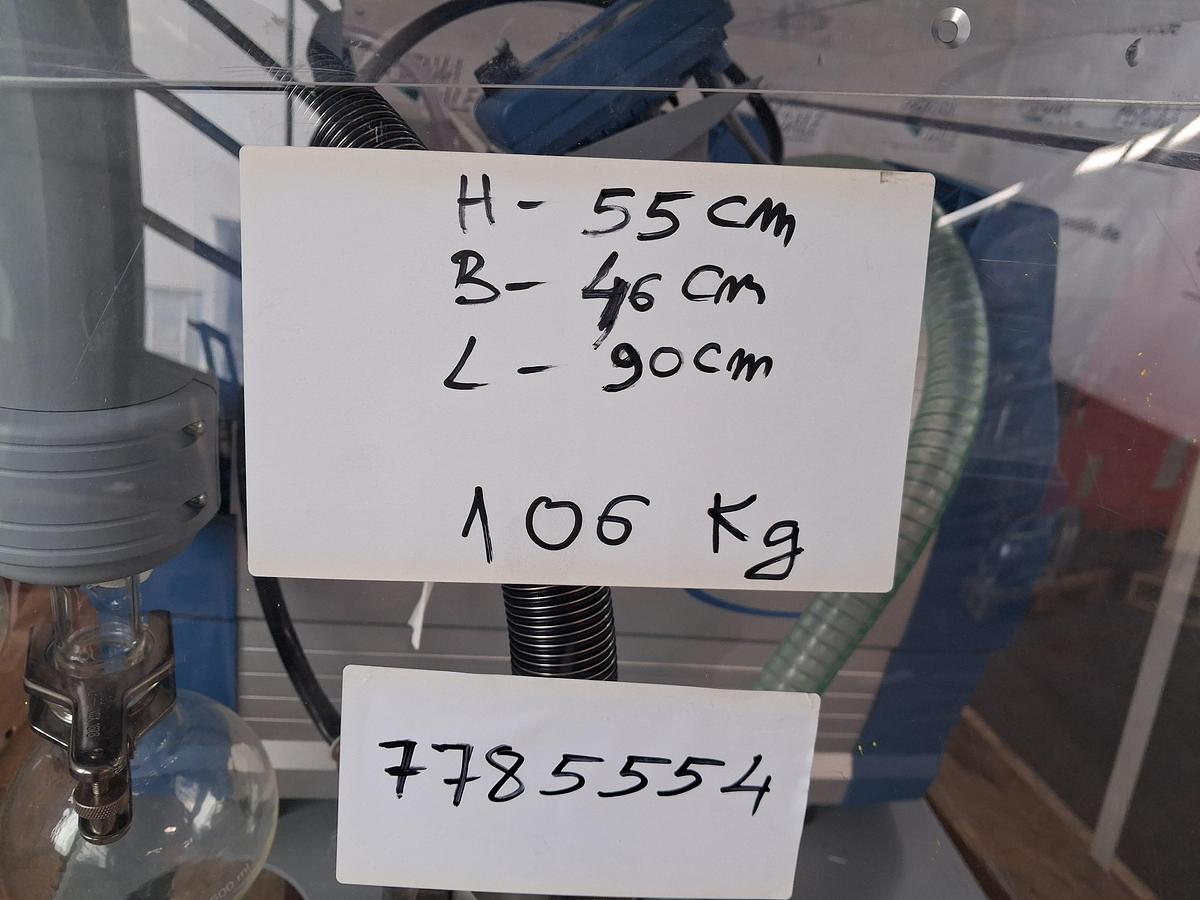 H - 55 cm
B - 46 cm
L - 90 cm
106 Kg
7785554